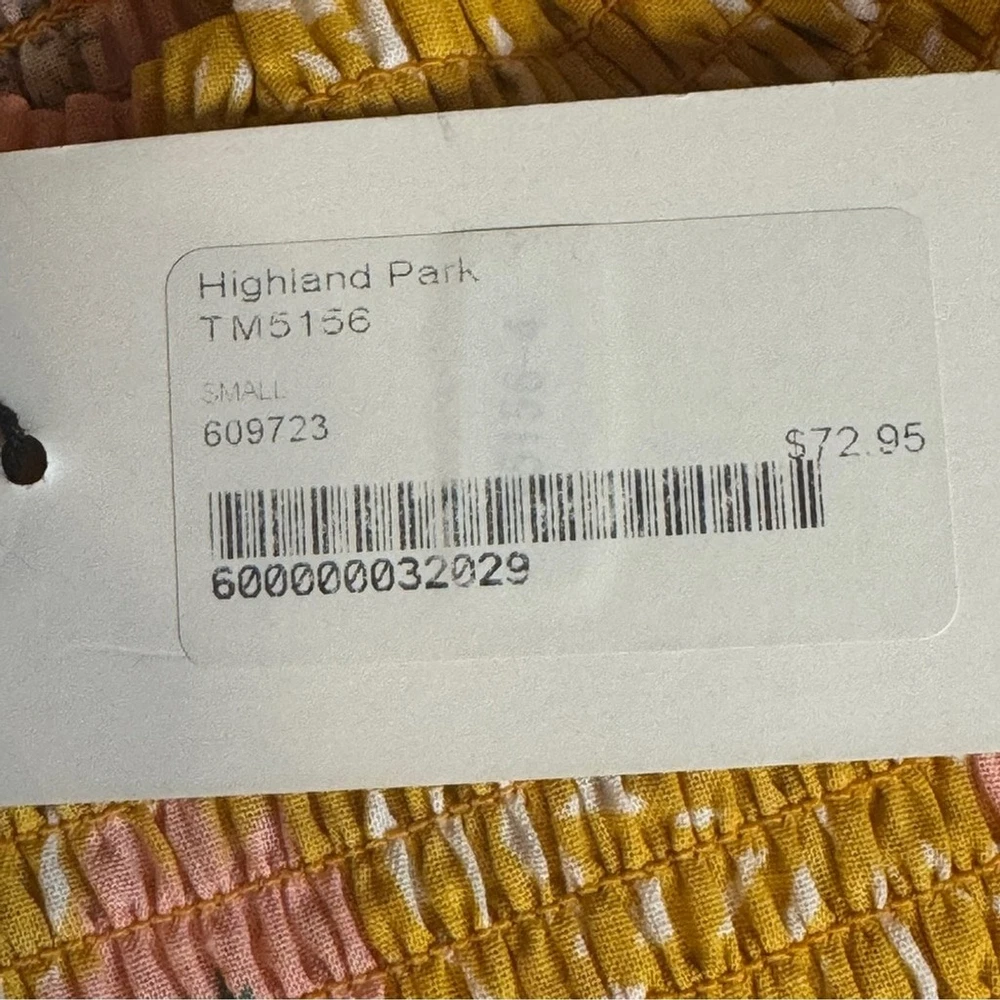 Highland Park
TM5156
SMALL
609723
$72.95
600000032029